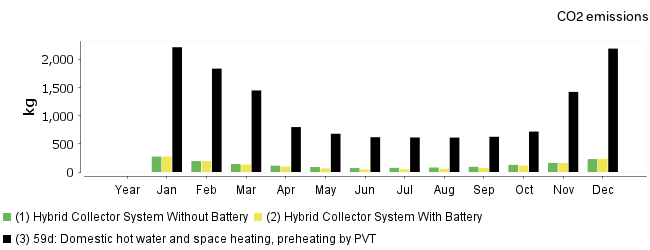 CO2 emissions
2,000
1,500
1,000
500
0
kg
Year Jan Feb Mar Apr May Jun Jul Aug Sep Oct Nov Dec
(1) Hybrid Collector System Without Battery (2) Hybrid Collector System With Battery
(3) 59d: Domestic hot water and space heating, preheating by PVT